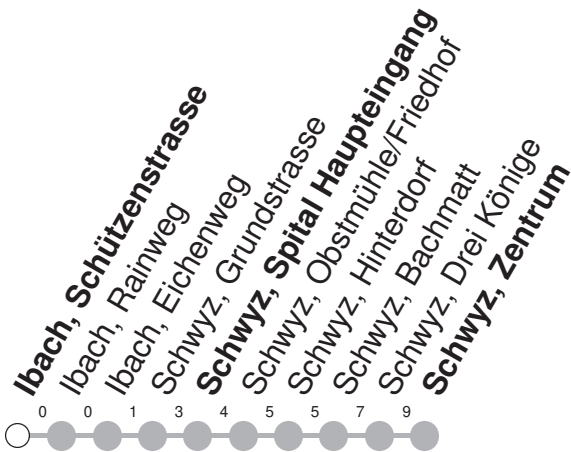 Ibach, Schützenstrasse
Ibach, Rainweg
Ibach, Eichenweg
Schwyz, Grundstrasse
Schwyz, Spital Haupteingang
Schwyz, Obstmühle/Friedhof
Schwyz, Hinterdorf
Schwyz, Bachmatt
Schwyz, Drei Könige
Schwyz, Zentrum
0 0 1 3 4 5 5 7 9